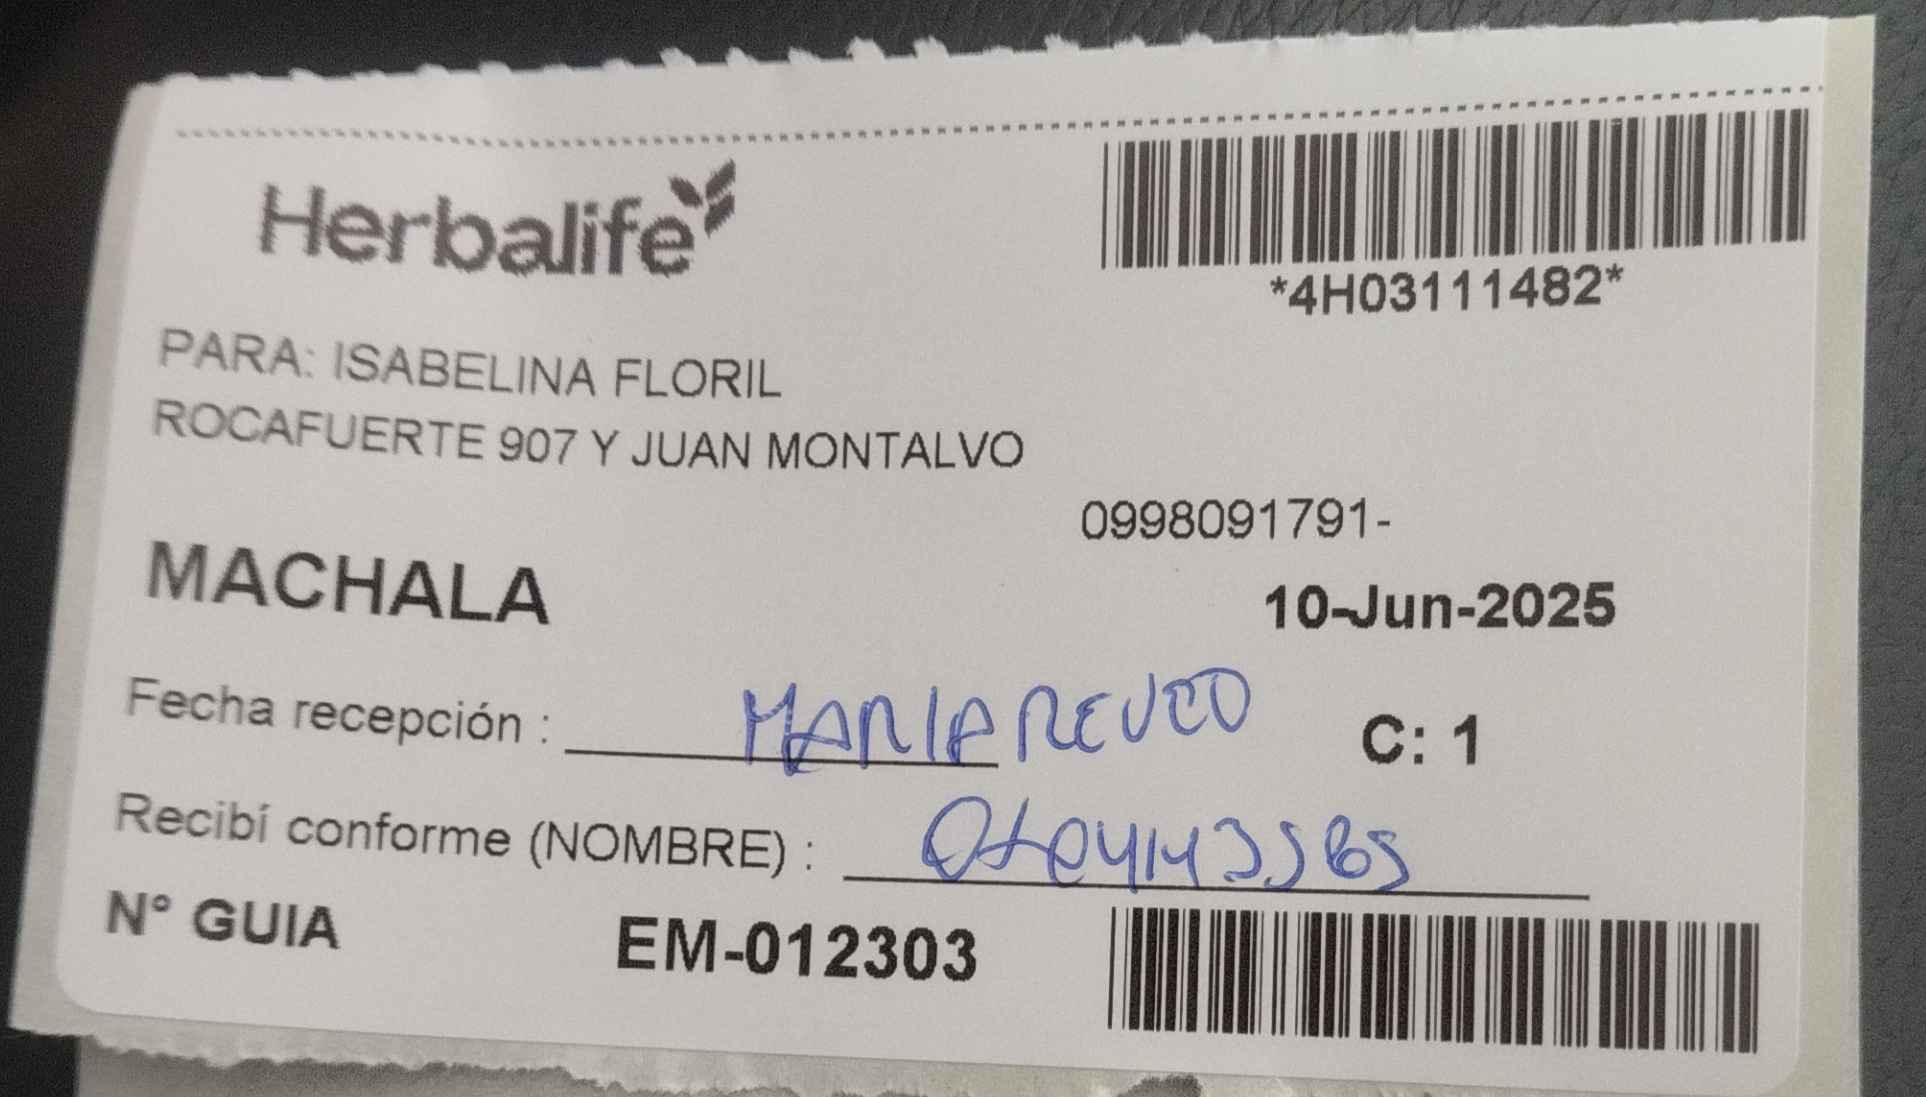 Herbalife
*4H03111482*
PARA: ISABELINA FLORIL
ROCAFUERTE 907 Y JUAN MONTALVO
0998091791-
MACHALA
10-Jun-2025
Fecha recepción : MARIA
C: 1
Recibí conforme (NOMBRE) :
N° GUIA EM-012303